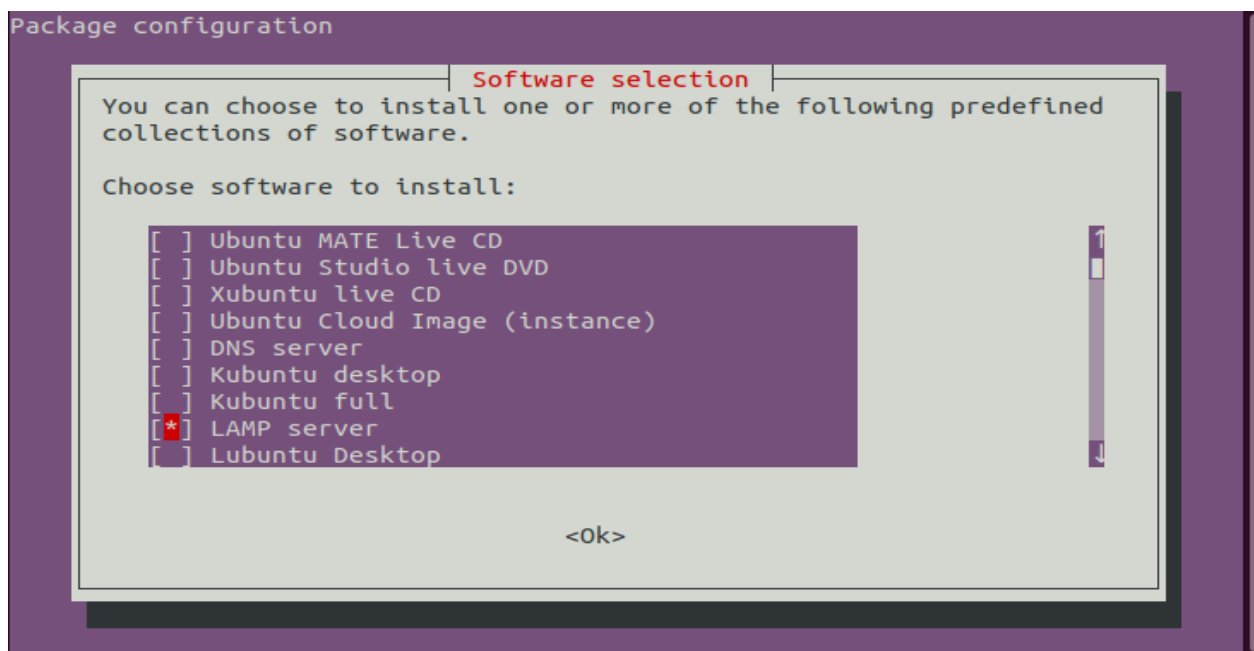 Package configuration
Software selection
You can choose to install one or more of the following predefined
collections of software.
Choose software to install:
[ ] Ubuntu MATE Live CD
[ ] Ubuntu Studio live DVD
[ ] Xubuntu live CD
[ ] Ubuntu Cloud Image (instance)
[ ] DNS server
[ ] Kubuntu desktop
[ ] Kubuntu full
[*] LAMP server
[ ] Lubuntu Desktop
<Ok>